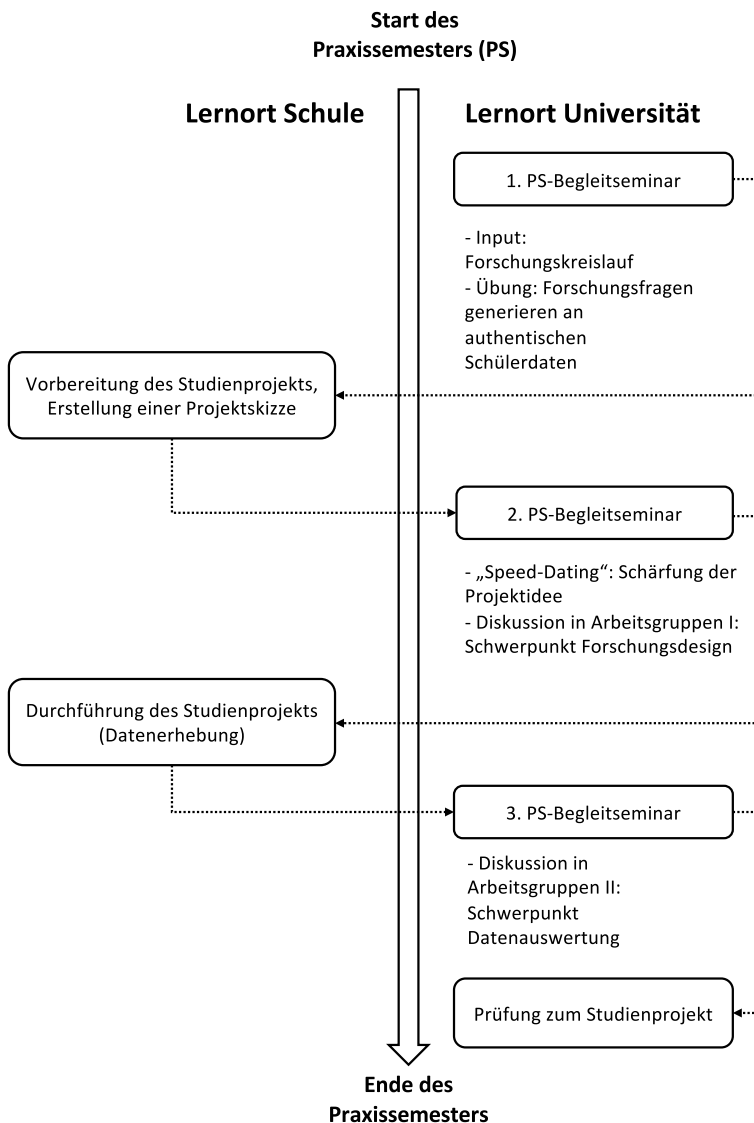 Start des
Praxissemesters (PS)
Lernort Schule
Lernort Universität
1. PS-Begleitseminar
- Input:
Forschungskreislauf
- Übung: Forschungsfragen
generieren an
authentischen
Schülerdaten
Vorbereitung des Studienprojekts,
Erstellung einer Projektskizze
2. PS-Begleitseminar
- „Speed-Dating“: Schärfung der
Projektidee
- Diskussion in Arbeitsgruppen I:
Schwerpunkt Forschungsdesign
Durchführung des Studienprojekts
(Datenerhebung)
3. PS-Begleitseminar
- Diskussion in
Arbeitsgruppen II:
Schwerpunkt
Datenauswertung
Prüfung zum Studienprojekt
Ende des
Praxissemesters